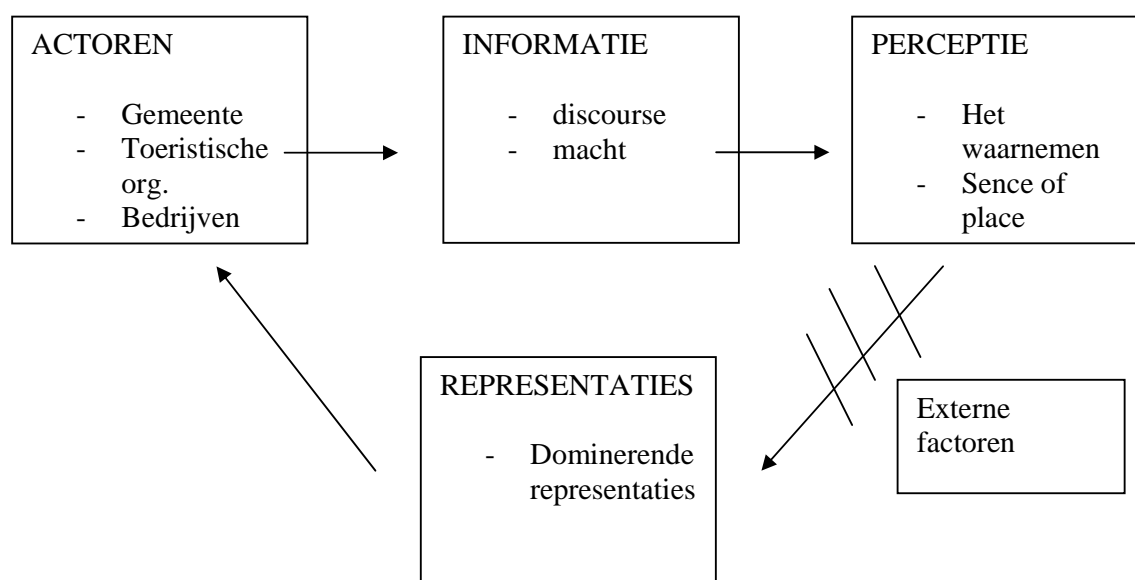 ACTOREN
- Gemeente
- Toeristische
org.
- Bedrijven
INFORMATIE
- discourse
- macht
PERCEPTIE
- Het
waarnemen
- Sence of
place
REPRESENTATIES
- Dominerende
representaties
Externe
factoren